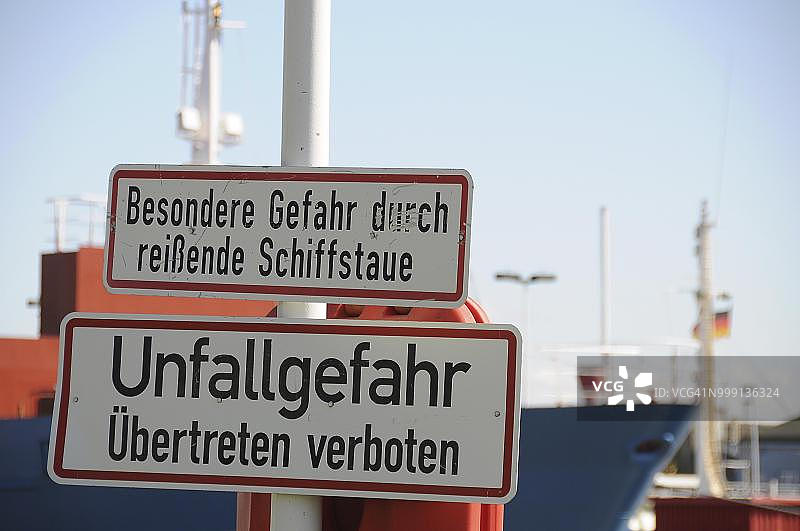 Besondere Gefahr durch
reißende Schiffstaue
Unfallgefahr
Übertreten verboten
VCG
VCG41N999136324